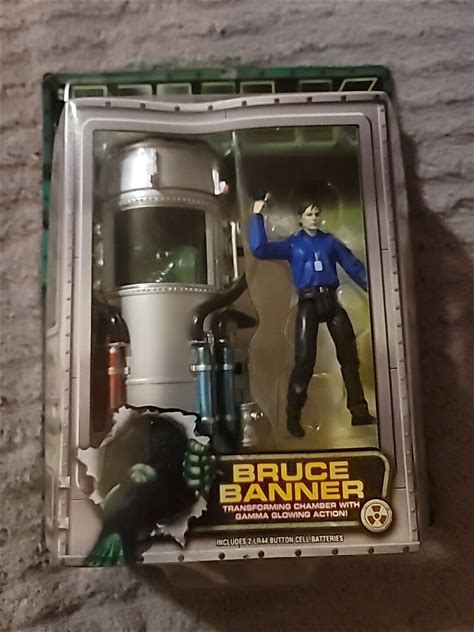 BRUCE
BANNER
TRANSFORMING CHAMBER WITH
GAMMA GLOWING ACTION!
INCLUDES 2 LR44 BUTTON CELL BATTERIES